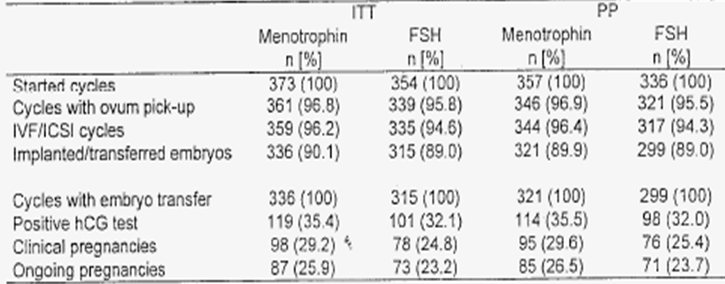 ITT PP
Menotrophin FSH Menotrophin FSH
n [%] n [%] n [%] n [%]
Started cycles 373 (100) 354 (100) 357 (100) 336 (100)
Cycles with ovum pick-up 361 (96.8) 339 (95.8) 346 (96.9) 321 (95.5)
IVF/ICSI cycles 359 (96.2) 335 (94.6) 344 (96.4) 317 (94.3)
Implanted/transferred embryos 336 (90.1) 315 (89.0) 321 (89.9) 299 (89.0)
Cycles with embryo transfer 336 (100) 315 (100) 321 (100) 299 (100)
Positive hCG test 119 (35.4) 101 (32.1) 114 (35.5) 98 (32.0)
Clinical pregnancies 98 (29.2) 78 (24.8) 95 (29.6) 76 (25.4)
Ongoing pregnancies 87 (25.9) 73 (23.2) 85 (26.5) 71 (23.7)